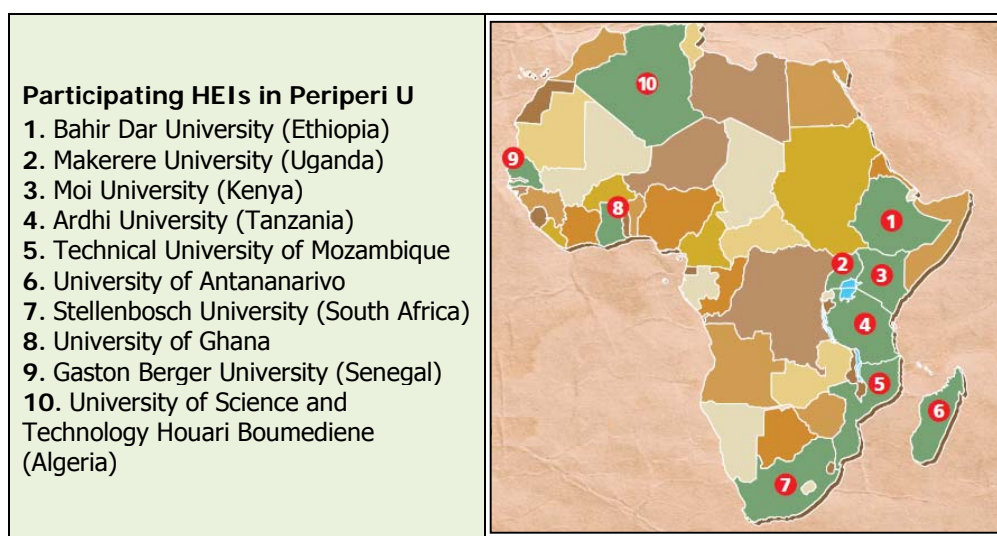 Participating HEIs in Periperi U
1. Bahir Dar University (Ethiopia)
2. Makerere University (Uganda)
3. Moi University (Kenya)
4. Ardhi University (Tanzania)
5. Technical University of Mozambique
6. University of Antananarivo
7. Stellenbosch University (South Africa)
8. University of Ghana
9. Gaston Berger University (Senegal)
10. University of Science and
Technology Houari Boumediene
(Algeria)
10
9
8
1
2
3
4
5
6
7